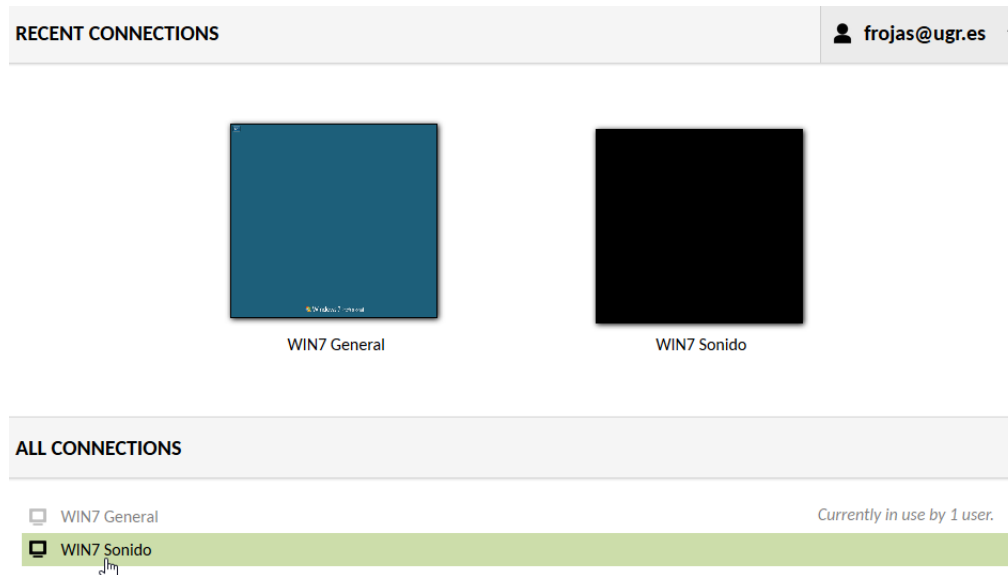 RECENT CONNECTIONS
frojas@ugr.es
WIN7 General
WIN7 Sonido
ALL CONNECTIONS
WIN7 General
Currently in use by 1 user.
WIN7 Sonido